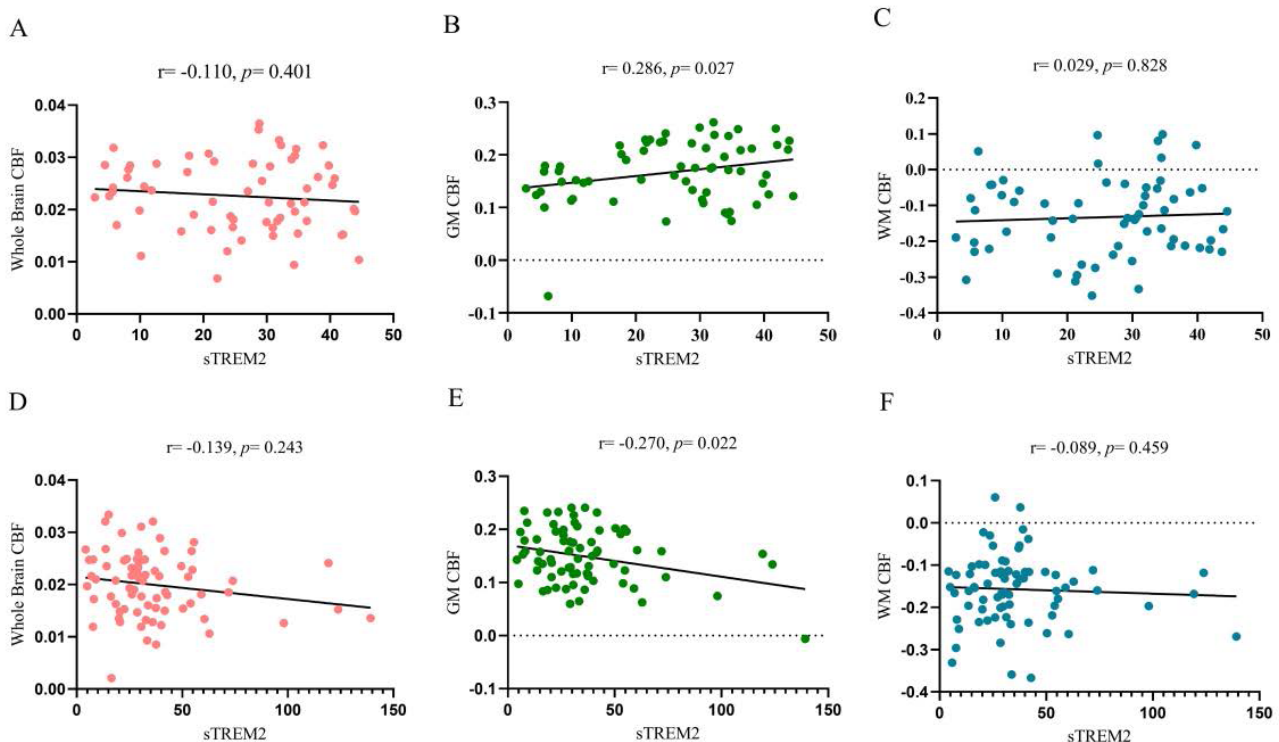 A
r= -0.110, p= 0.401
0.04
0.03
0.02
0.01
0.00
Whole Brain CBF
0 10 20 30 40 50
sTREM2
B
r= 0.286, p= 0.027
0.3
0.2
0.1
0.0
-0.1
GM CBF
0 10 20 30 40 50
sTREM2
C
r= 0.029, p= 0.828
0.2
0.1
0.0
-0.1
-0.2
-0.3
-0.4
WM CBF
0 10 20 30 40 50
sTREM2
D
r= -0.139, p= 0.243
0.04
0.03
0.02
0.01
0.00
Whole Brain CBF
0 50 100 150
sTREM2
E
r= -0.270, p= 0.022
0.3
0.2
0.1
0.0
-0.1
GM CBF
0 50 100 150
sTREM2
F
r= -0.089, p= 0.459
0.1
0.0
-0.1
-0.2
-0.3
-0.4
WM CBF
0 50 100 150
sTREM2